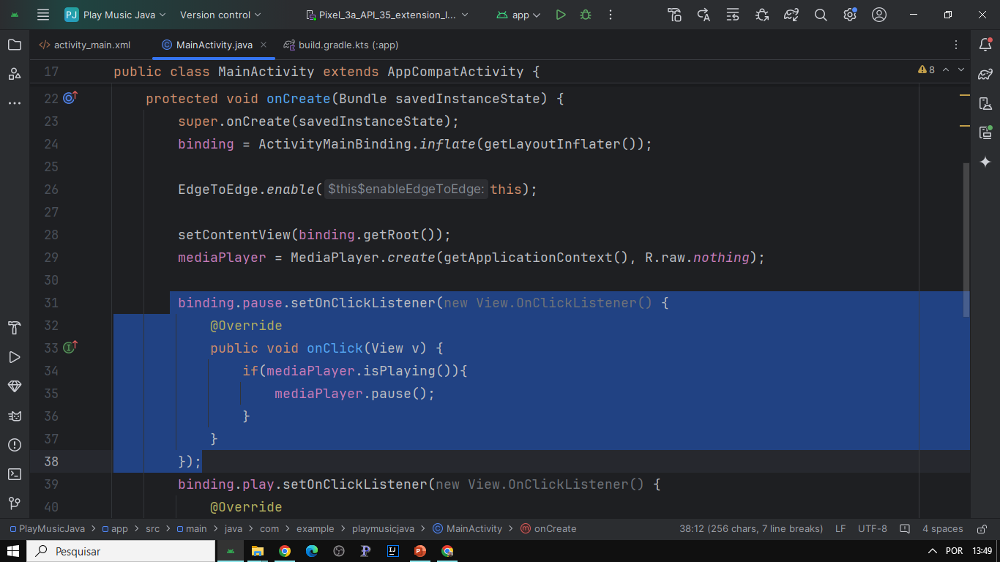 PJ Play Music Java Version control Pixel_3a_API_35_extension_l... app
activity_main.xml MainActivity.java build.gradle.kts (:app)
17 public class MainActivity extends AppCompatActivity { 8
22 protected void onCreate(Bundle savedInstanceState) {
23 super.onCreate(savedInstanceState);
24 binding = ActivityMainBinding.inflate(getLayoutInflater());
25
26 EdgeToEdge.enable( $this$enableEdgeToEdge: this);
27
28 setContentView(binding.getRoot());
29 mediaPlayer = MediaPlayer.create(getApplicationContext(), R.raw.nothing);
30
31 binding.pause.setOnClickListener(new View.OnClickListener() {
32 @Override
33 public void onClick(View v) {
34 if(mediaPlayer.isPlaying()){
35 mediaPlayer.pause();
36 }
37 }
38 });
39 binding.play.setOnClickListener(new View.OnClickListener() {
40 @Override
PlayMusicJava > app > src > main > java > com > example > playmusicjava > MainActivity > onCreate 38:12 (256 chars, 7 line breaks) LF UTF-8 4 spaces
Pesquisar POR 13:49